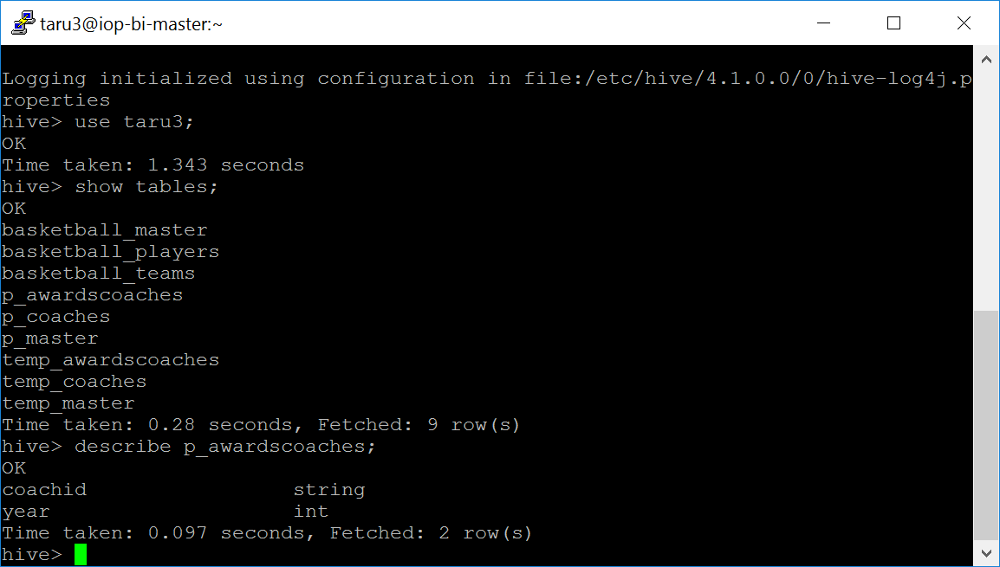 taru3@iop-bi-master:~
Logging initialized using configuration in file:/etc/hive/4.1.0.0/0/hive-log4j.p
roperties
hive> use taru3;
OK
Time taken: 1.343 seconds
hive> show tables;
OK
basketball_master
basketball_players
basketball_teams
p_awardscoaches
p_coaches
p_master
temp_awardscoaches
temp_coaches
temp_master
Time taken: 0.28 seconds, Fetched: 9 row(s)
hive> describe p_awardscoaches;
OK
coachid                 string
year                    int
Time taken: 0.097 seconds, Fetched: 2 row(s)
hive>